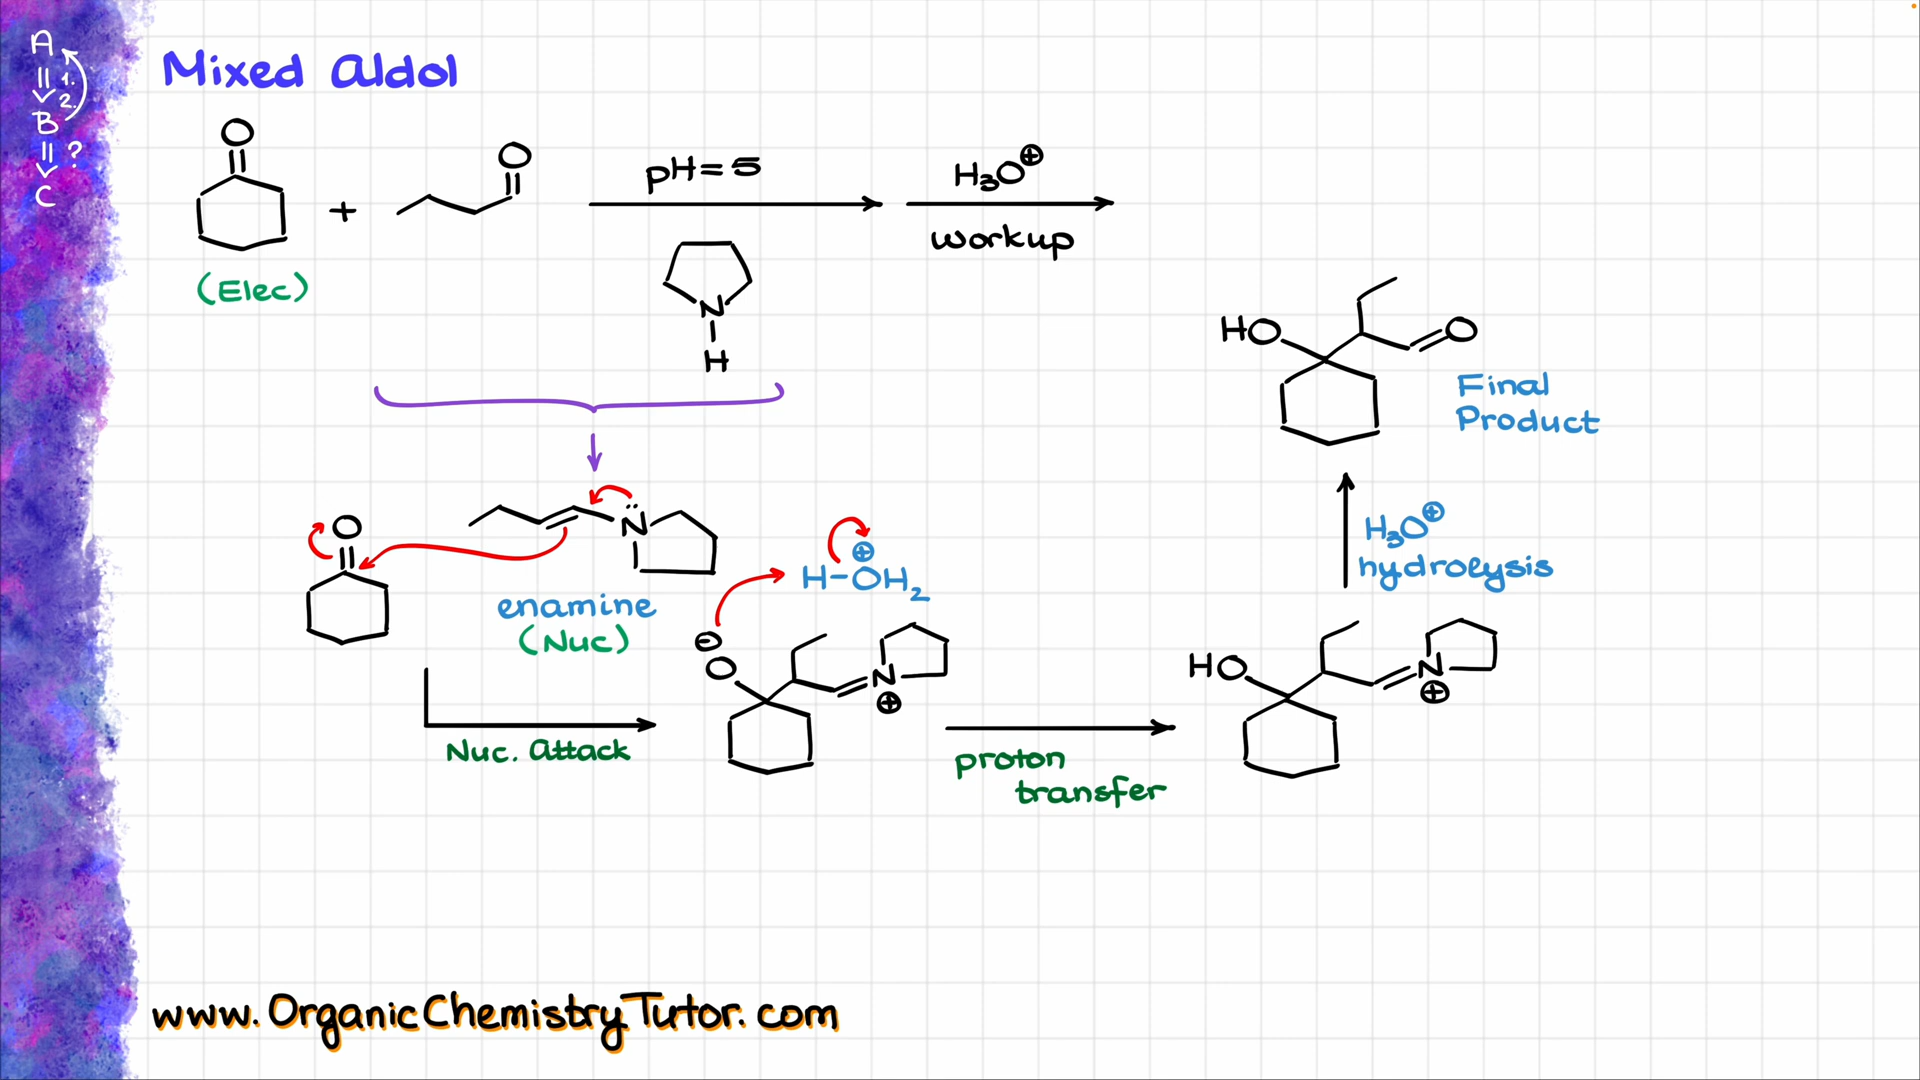 A
1.
2.
B
?
C
Mixed aldol
O
+
O
pH = 5
N
H
H3O⊕
workup
(Elec)
HO
O
Final
Product
O
N
enamine
(Nuc)
H-OH2
⊕
⊖
O
N
⊕
Nuc. attack
proton
transfer
H3O⊕
hydrolysis
HO
N
⊕
www.OrganicChemistryTutor.com